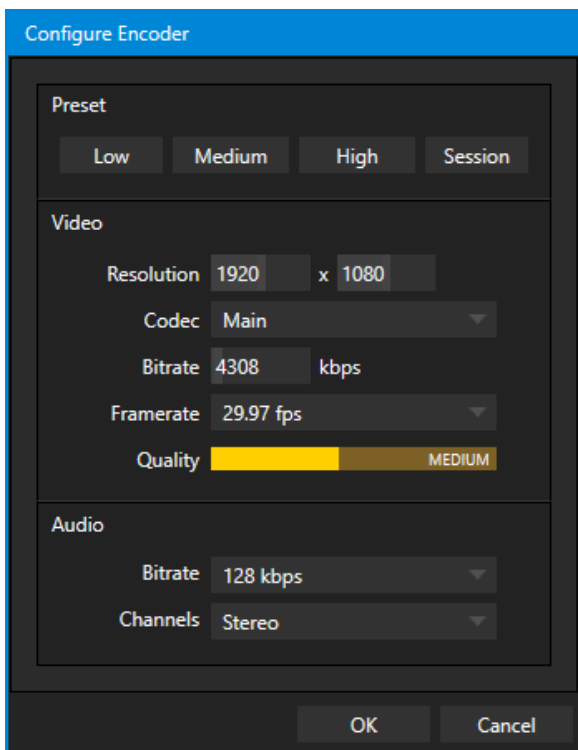 Configure Encoder
Preset
Low Medium High Session
Video
Resolution 1920 x 1080
Codec Main
Bitrate 4308 kbps
Framerate 29.97 fps
Quality MEDIUM
Audio
Bitrate 128 kbps
Channels Stereo
OK Cancel